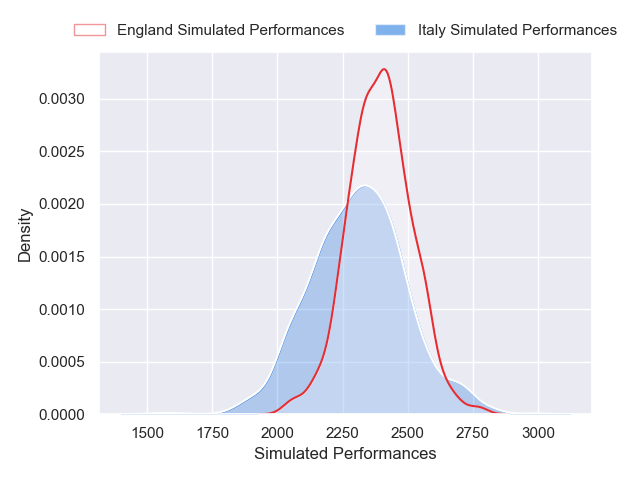 England Simulated Performances
Italy Simulated Performances
0.0030
0.0025
0.0020
0.0015
0.0010
0.0005
0.0000
Density
1500 1750 2000 2250 2500 2750 3000
Simulated Performances